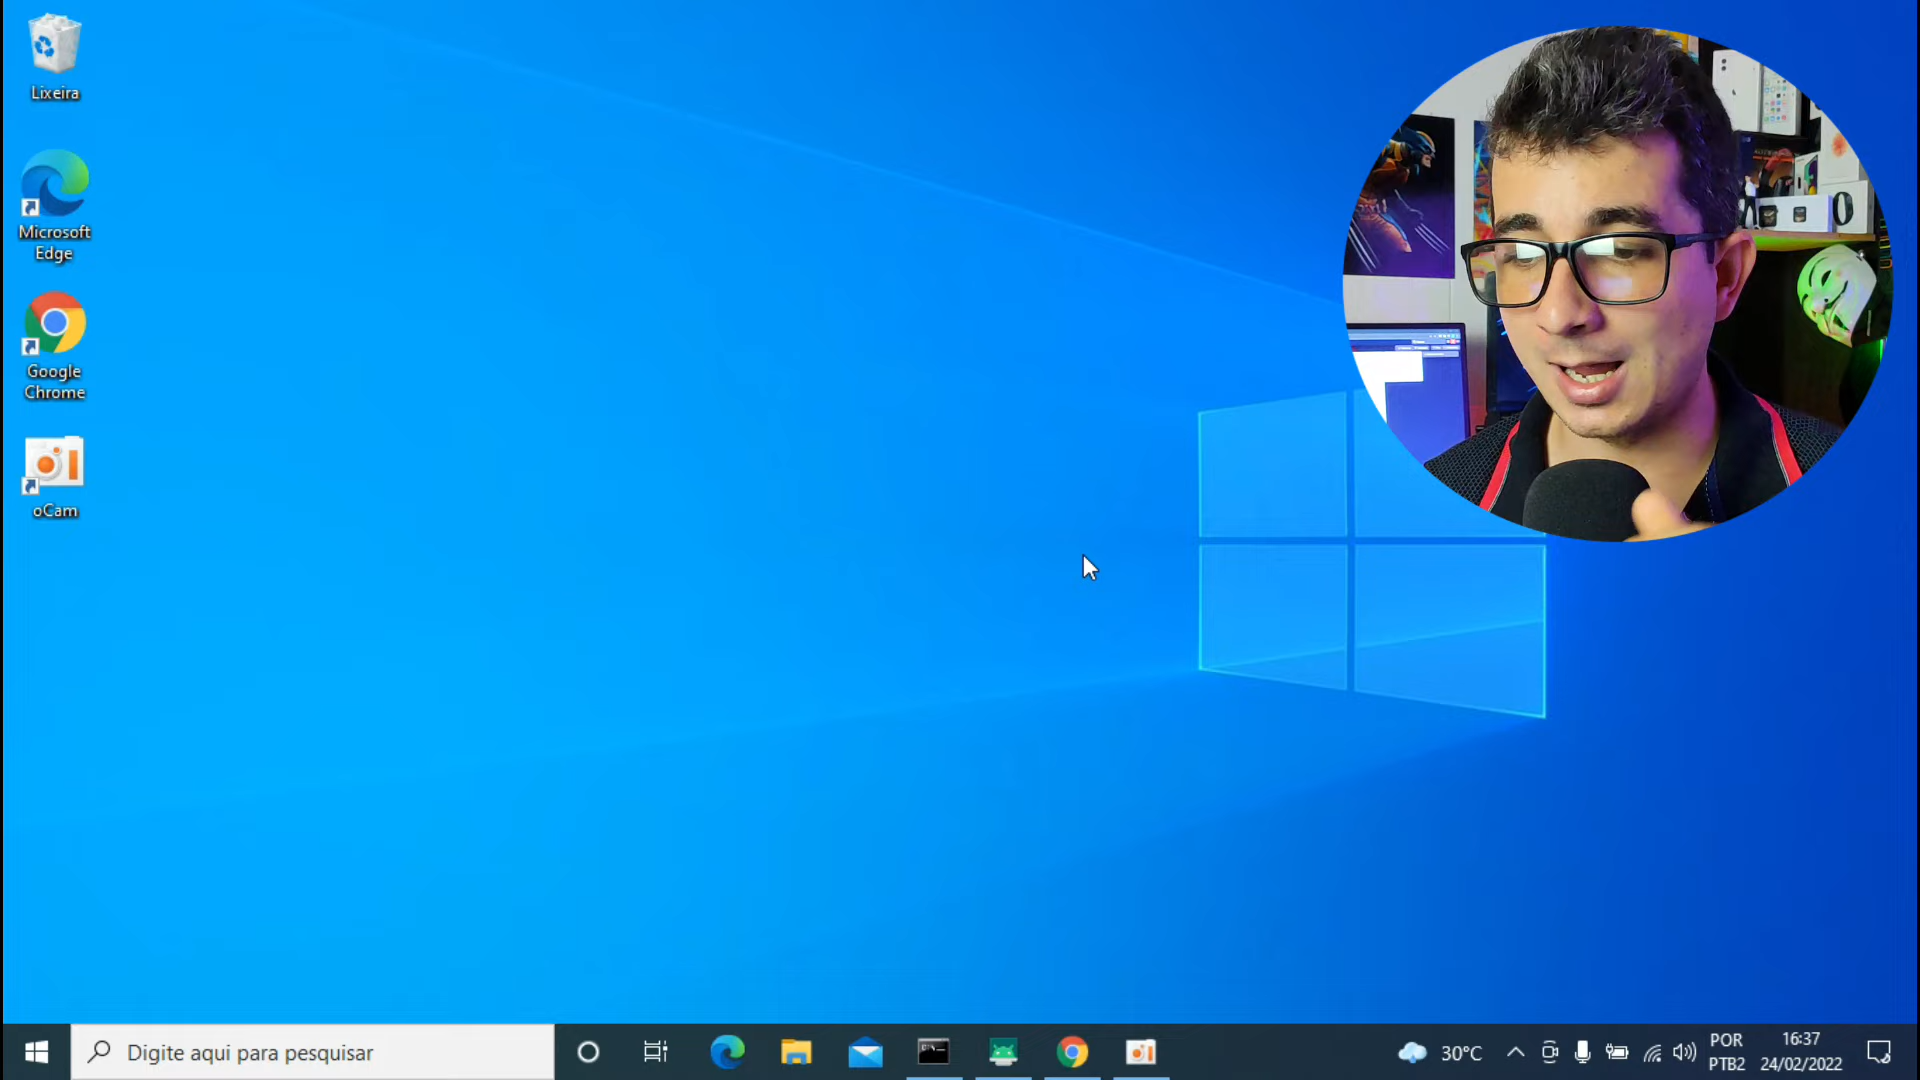 Lixeira
Microsoft
Edge
Google
Chrome
oCam
Digite aqui para pesquisar
30°C
POR
PTB2
16:37
24/02/2022